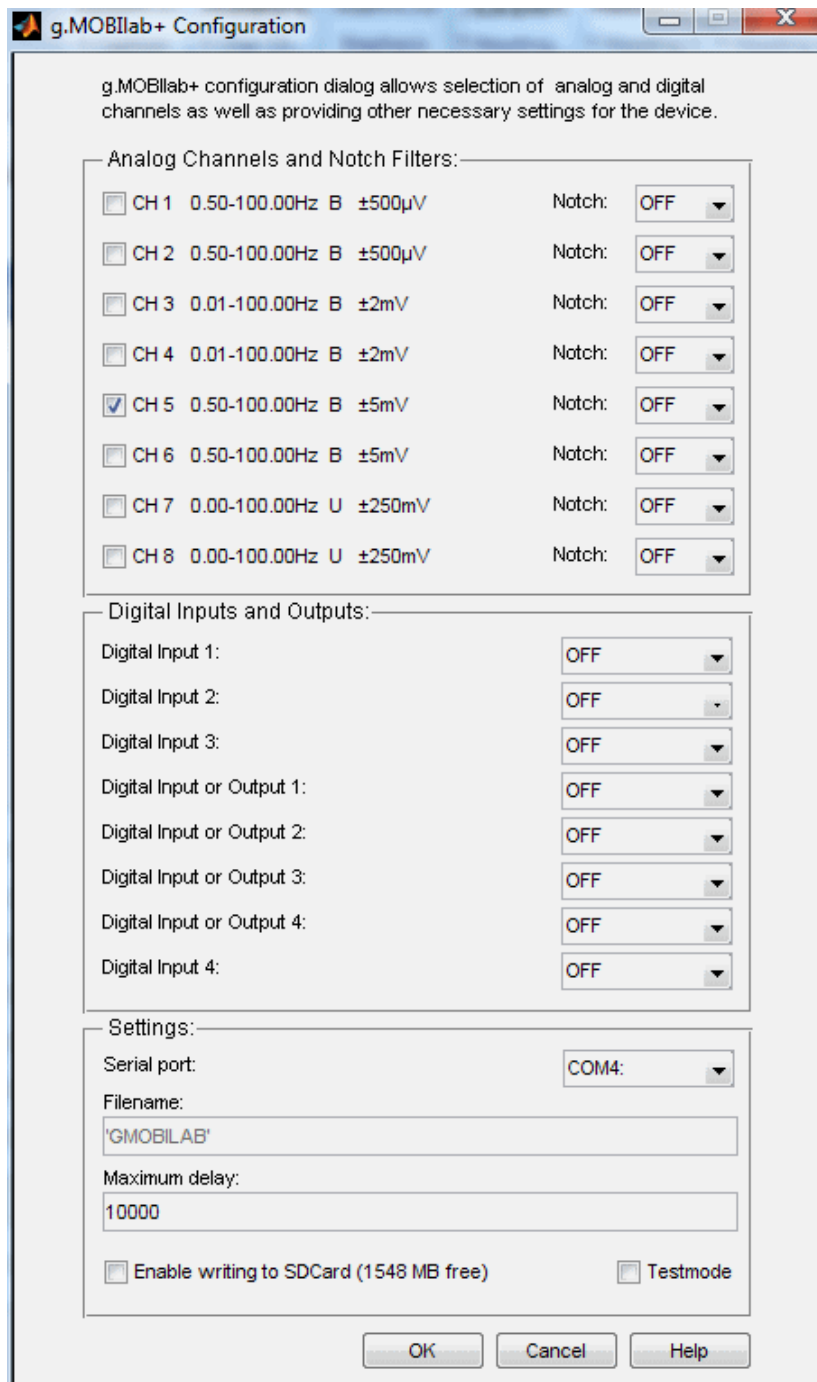 g.MOBIlab+ Configuration
g.MOBIlab+ configuration dialog allows selection of analog and digital
channels as well as providing other necessary settings for the device.
Analog Channels and Notch Filters:
CH 1 0.50-100.00Hz B ±500µV Notch: OFF
CH 2 0.50-100.00Hz B ±500µV Notch: OFF
CH 3 0.01-100.00Hz B ±2mV Notch: OFF
CH 4 0.01-100.00Hz B ±2mV Notch: OFF
CH 5 0.50-100.00Hz B ±5mV Notch: OFF
CH 6 0.50-100.00Hz B ±5mV Notch: OFF
CH 7 0.00-100.00Hz U ±250mV Notch: OFF
CH 8 0.00-100.00Hz U ±250mV Notch: OFF
Digital Inputs and Outputs:
Digital Input 1: OFF
Digital Input 2: OFF
Digital Input 3: OFF
Digital Input or Output 1: OFF
Digital Input or Output 2: OFF
Digital Input or Output 3: OFF
Digital Input or Output 4: OFF
Digital Input 4: OFF
Settings:
Serial port: COM4:
Filename:
'GMOBILAB'
Maximum delay:
10000
Enable writing to SDCard (1548 MB free) Testmode
OK Cancel Help